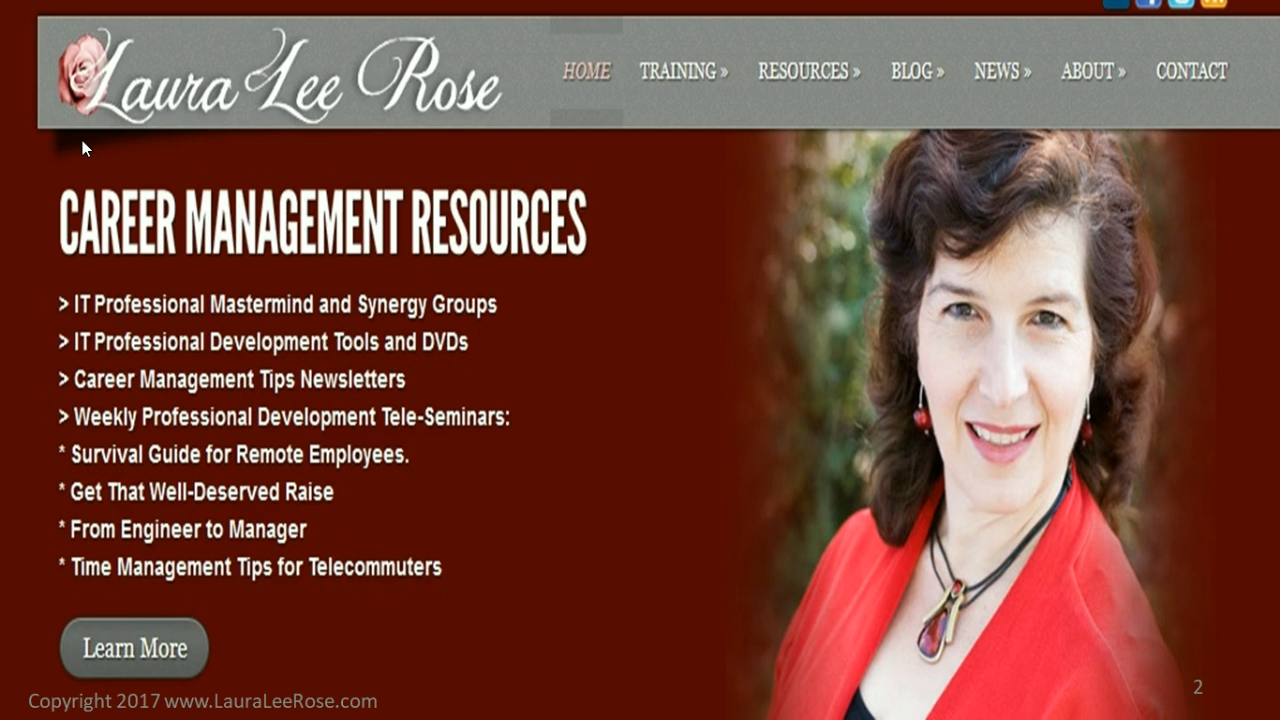 Laura Lee Rose
HOME TRAINING » RESOURCES » BLOG » NEWS » ABOUT » CONTACT
CAREER MANAGEMENT RESOURCES
> IT Professional Mastermind and Synergy Groups
> IT Professional Development Tools and DVDs
> Career Management Tips Newsletters
> Weekly Professional Development Tele-Seminars:
* Survival Guide for Remote Employees.
* Get That Well-Deserved Raise
* From Engineer to Manager
* Time Management Tips for Telecommuters
Learn More
Copyright 2017 www.LauraLeeRose.com
2